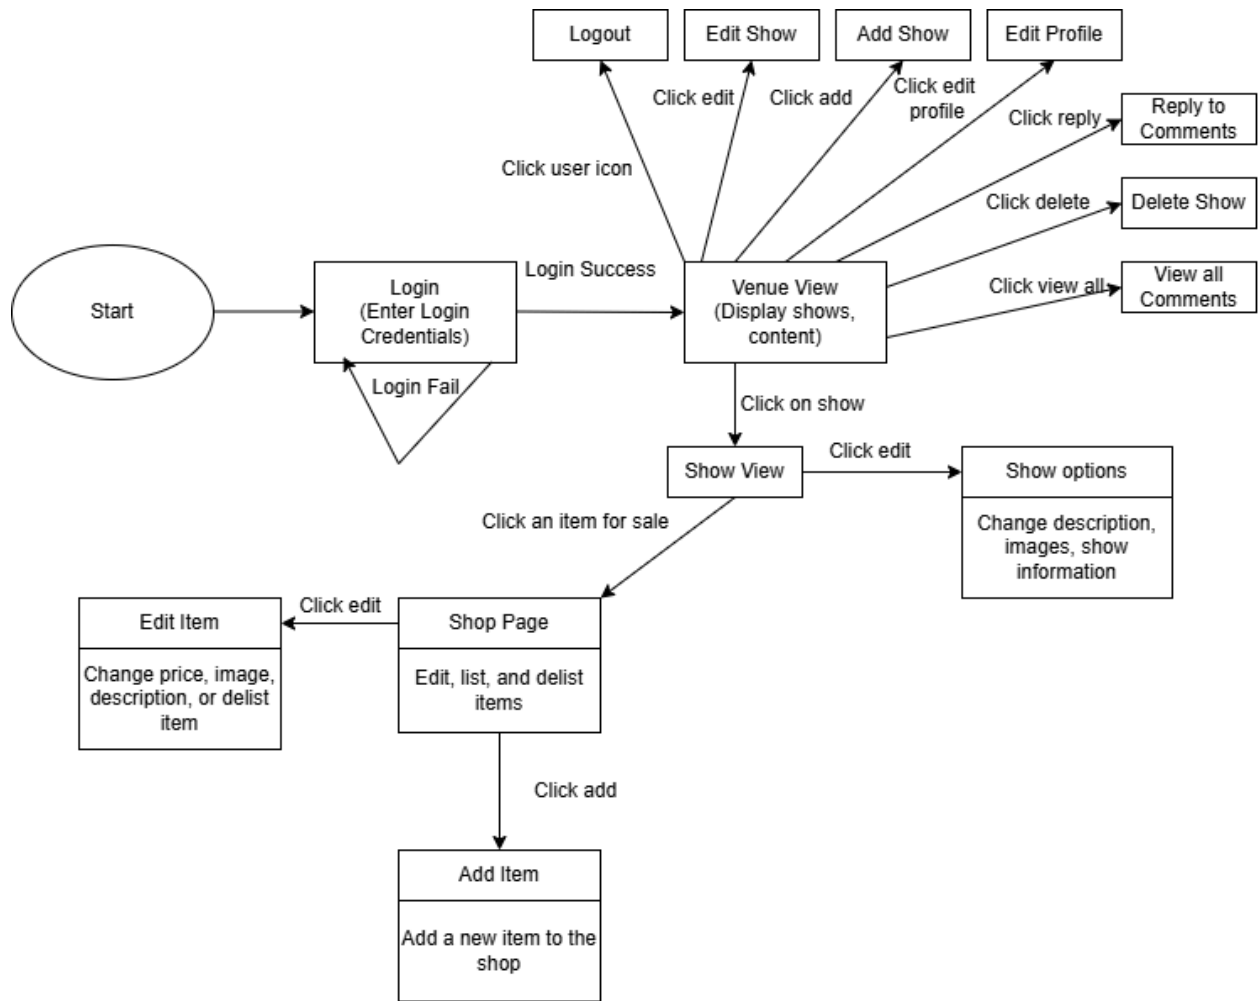 Logout
Edit Show
Add Show
Edit Profile
Click edit
Click add
Click edit
profile
Click reply
Reply to
Comments
Click user icon
Click delete
Delete Show
Start
Login
(Enter Login
Credentials)
Login Success
Venue View
(Display shows,
content)
Click view all
View all
Comments
Login Fail
Click on show
Show View
Click edit
Show options
Change description,
images, show
information
Click an item for sale
Edit Item
Change price, image,
description, or delist
item
Click edit
Shop Page
Edit, list, and delist
items
Click add
Add Item
Add a new item to the
shop